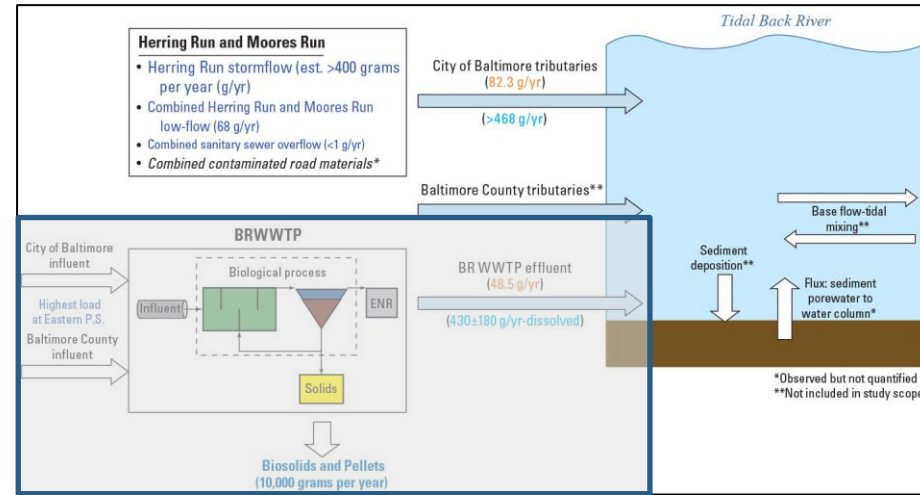 Tidal Back River
Herring Run and Moores Run
• Herring Run stormflow (est. >400 grams
per year (g/yr)
• Combined Herring Run and Moores Run
low-flow (68 g/yr)
• Combined sanitary sewer overflow (<1 g/yr)
• Combined contaminated road materials*
City of Baltimore tributaries
(82.3 g/yr)
(>468 g/yr)
Baltimore County tributaries**
Base flow-tidal
mixing**
Sediment
deposition**
Flux: sediment
porewater to
water column*
City of Baltimore
influent
Highest load
at Eastern P.S.
Baltimore County
influent
BRWWTP
Biological process
Influent
ENR
Solids
BR WWTP effluent
(48.5 g/yr)
(430±180 g/yr-dissolved)
Biosolids and Pellets
(10,000 grams per year)
*Observed but not quantified
**Not included in study scope